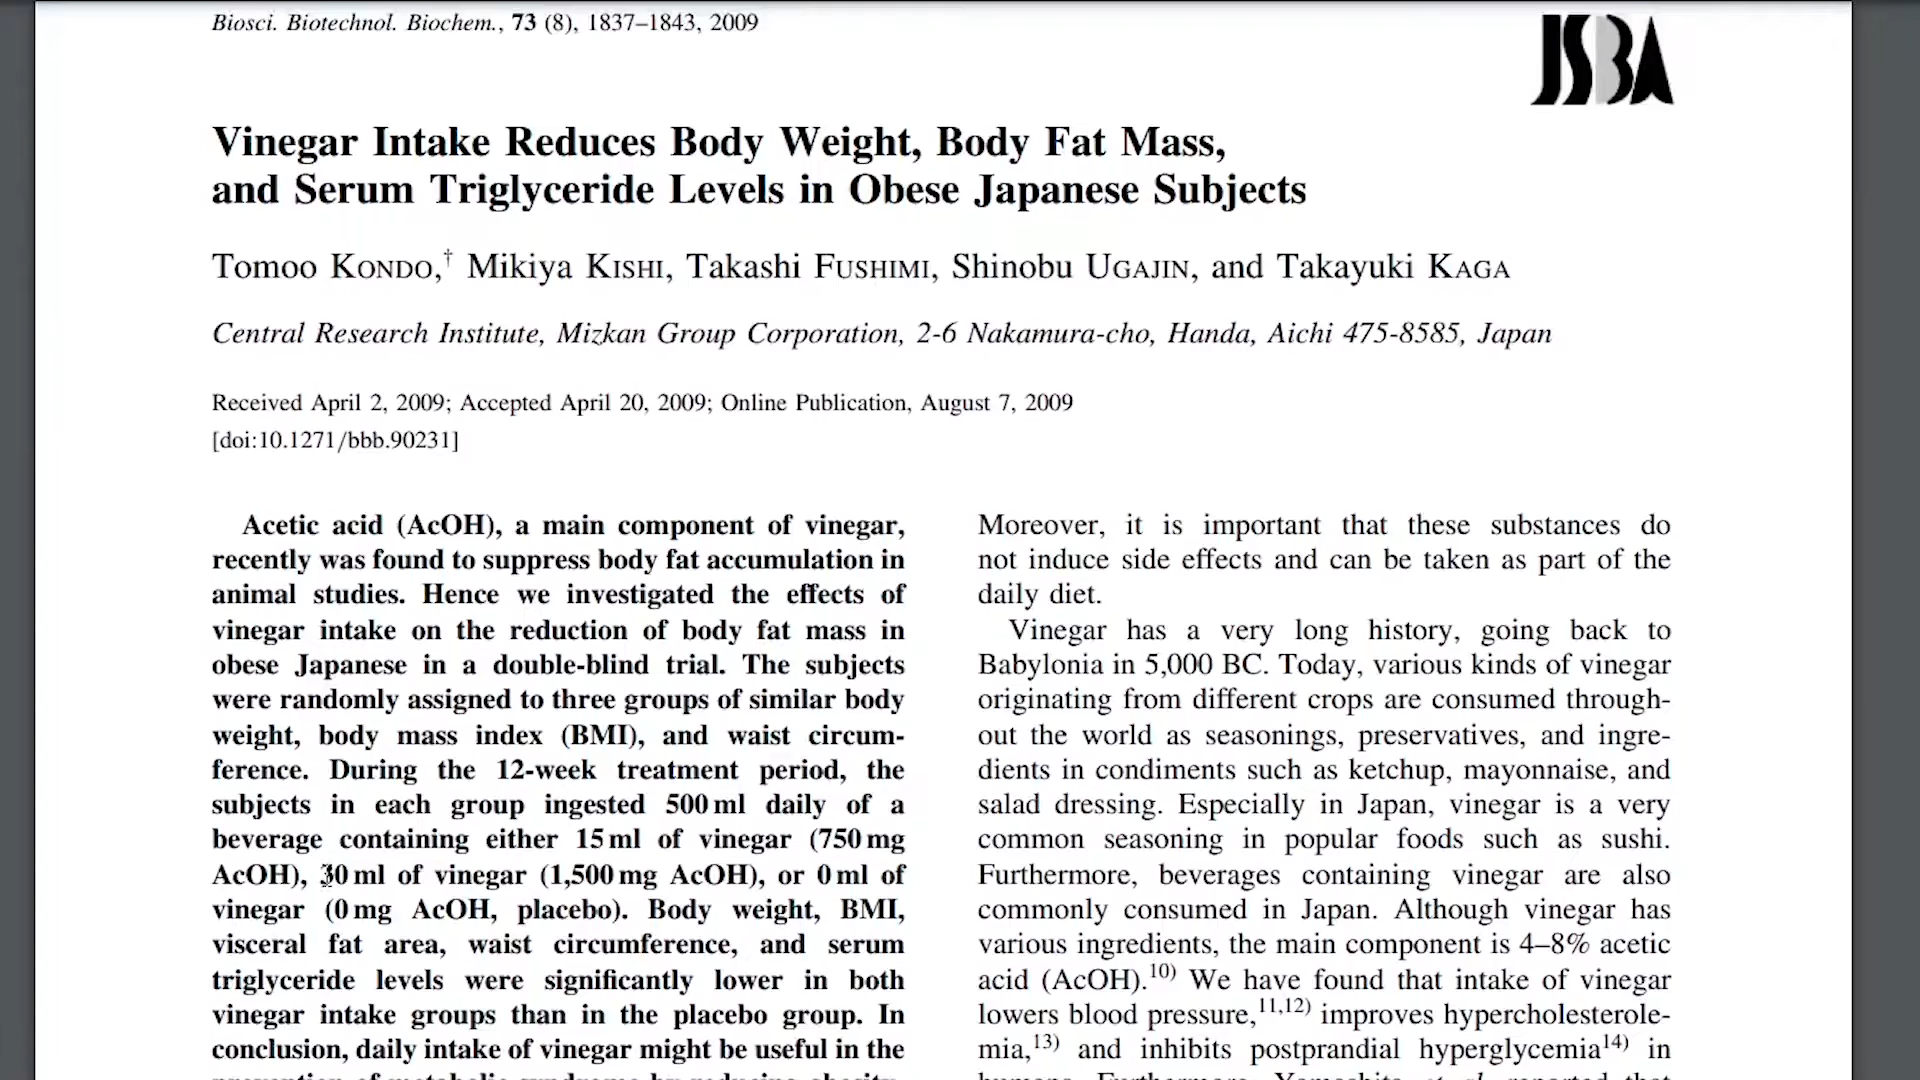 Biosci. Biotechnol. Biochem., 73 (8), 1837–1843, 2009
JSBA
Vinegar Intake Reduces Body Weight, Body Fat Mass,
and Serum Triglyceride Levels in Obese Japanese Subjects
Tomoo KONDO,† Mikiya KISHI, Takashi FUSHIMI, Shinobu UGAJIN, and Takayuki KAGA
Central Research Institute, Mizkan Group Corporation, 2-6 Nakamura-cho, Handa, Aichi 475-8585, Japan
Received April 2, 2009; Accepted April 20, 2009; Online Publication, August 7, 2009
[doi:10.1271/bbb.90231]
Acetic acid (AcOH), a main component of vinegar,
recently was found to suppress body fat accumulation in
animal studies. Hence we investigated the effects of
vinegar intake on the reduction of body fat mass in
obese Japanese in a double-blind trial. The subjects
were randomly assigned to three groups of similar body
weight, body mass index (BMI), and waist circum-
ference. During the 12-week treatment period, the
subjects in each group ingested 500 ml daily of a
beverage containing either 15 ml of vinegar (750 mg
AcOH), 30 ml of vinegar (1,500 mg AcOH), or 0 ml of
vinegar (0 mg AcOH, placebo). Body weight, BMI,
visceral fat area, waist circumference, and serum
triglyceride levels were significantly lower in both
vinegar intake groups than in the placebo group. In
conclusion, daily intake of vinegar might be useful in the
Moreover, it is important that these substances do
not induce side effects and can be taken as part of the
daily diet.
Vinegar has a very long history, going back to
Babylonia in 5,000 BC. Today, various kinds of vinegar
originating from different crops are consumed through-
out the world as seasonings, preservatives, and ingre-
dients in condiments such as ketchup, mayonnaise, and
salad dressing. Especially in Japan, vinegar is a very
common seasoning in popular foods such as sushi.
Furthermore, beverages containing vinegar are also
commonly consumed in Japan. Although vinegar has
various ingredients, the main component is 4–8% acetic
acid (AcOH).10) We have found that intake of vinegar
lowers blood pressure,11,12) improves hypercholesterole-
mia,13) and inhibits postprandial hyperglycemia14) in